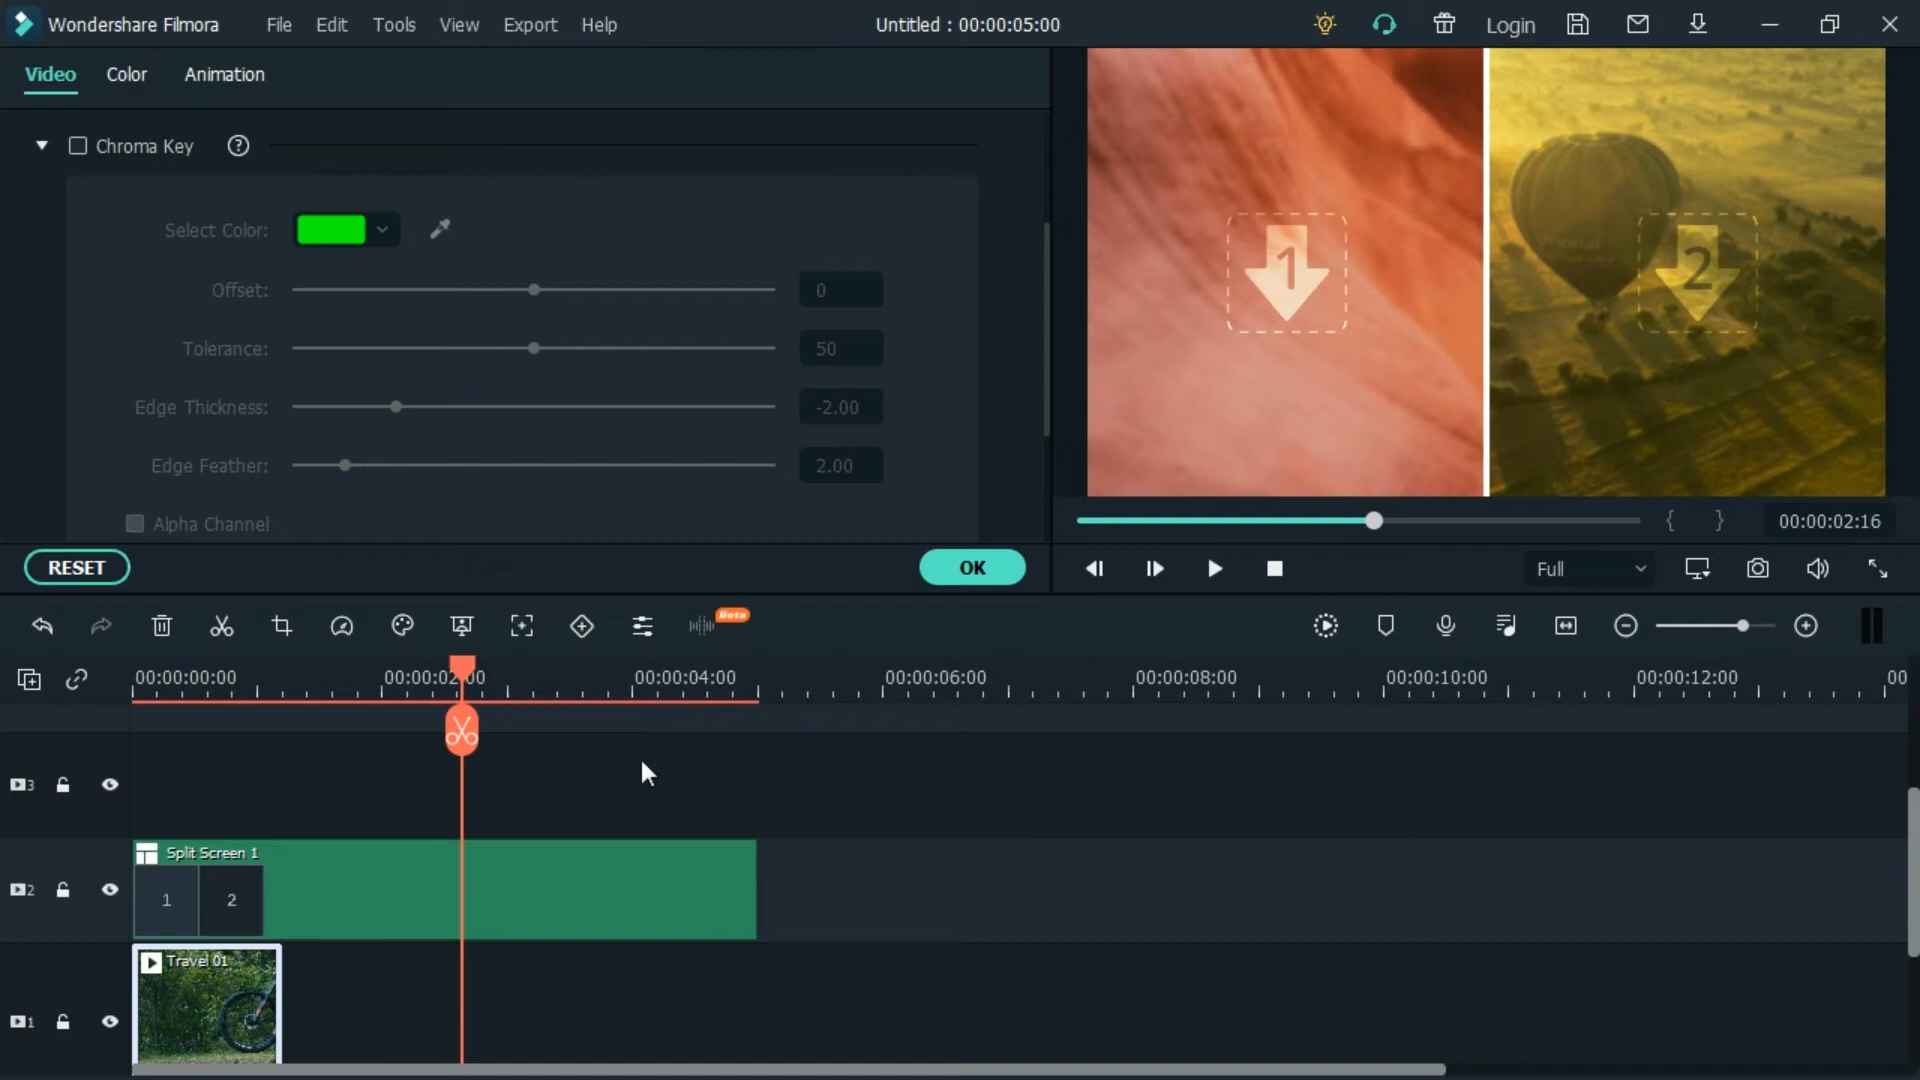 Wondershare Filmora File Edit Tools View Export Help Untitled : 00:00:05:00 Login
Video Color Animation
Chroma Key ?
Select Color:
Offset: 0
Tolerance: 50
Edge Thickness: -2.00
Edge Feather: 2.00
Alpha Channel
RESET OK
1 2
{ } 00:00:02:16
Full
Beta
00:00:00:00 00:00:02:00 00:00:04:00 00:00:06:00 00:00:08:00 00:00:10:00 00:00:12:00 00
3
Split Screen 1
2 1 2
Travel 01
1